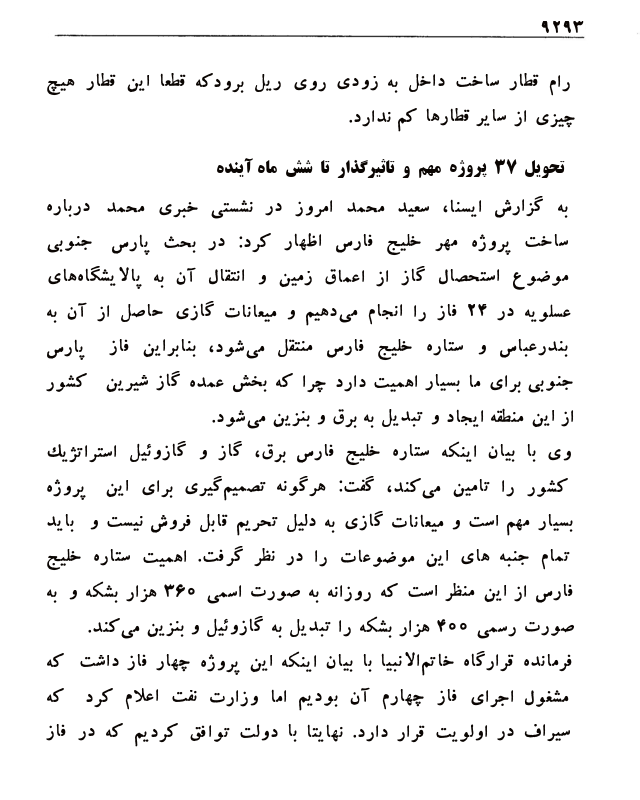 ۹۲۹۳
رام قطار ساخت داخل به زودی روی ریل برودکه قطعا این قطار هیچ
چیزی از سایر قطارها کم ندارد.
تحویل ۳۷ پروژه مهم و تاثیرگذار تا شش ماه آینده
به گزارش ایسنا، سعید محمد امروز در نشستی خبری محمد درباره
ساخت پروژه مهر خلیج فارس اظهار کرد: در بحث پارس جنوبی
موضوع استحصال گاز از اعماق زمین و انتقال آن به پالایشگاه‌های
عسلویه در ۲۴ فاز را انجام می‌دهیم و میعانات گازی حاصل از آن به
بندرعباس و ستاره خلیج فارس منتقل می‌شود، بنابراین فاز پارس
جنوبی برای ما بسیار اهمیت دارد چرا که بخش عمده گاز شیرین کشور
از این منطقه ایجاد و تبدیل به برق و بنزین می‌شود.
وی با بیان اینکه ستاره خلیج فارس برق، گاز و گازوئیل استراتژیك
کشور را تامین می‌کند، گفت: هرگونه تصمیم‌گیری برای این پروژه
بسیار مهم است و میعانات گازی به دلیل تحریم قابل فروش نیست و باید
تمام جنبه های این موضوعات را در نظر گرفت. اهمیت ستاره خلیج
فارس از این منظر است که روزانه به صورت اسمی ۳۶۰ هزار بشکه و به
صورت رسمی ۴۰۰ هزار بشکه را تبدیل به گازوئیل و بنزین می‌کند.
فرمانده قرارگاه خاتم‌الانبیا با بیان اینکه این پروژه چهار فاز داشت که
مشغول اجرای فاز چهارم آن بودیم اما وزارت نفت اعلام کرد که
سیراف در اولویت قرار دارد. نهایتا با دولت توافق کردیم که در فاز